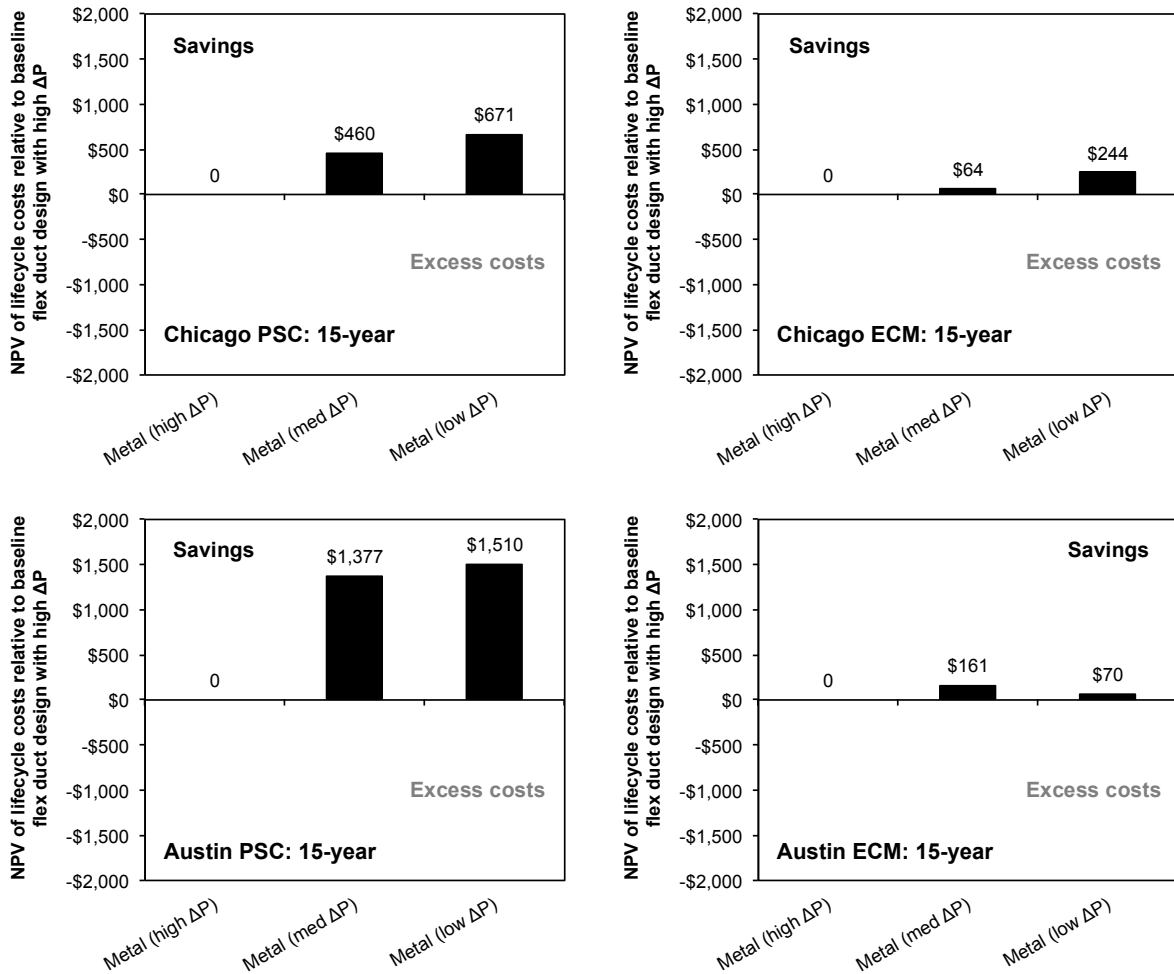 NPV of lifecycle costs relative to baseline
flex duct design with high ΔP
$2,000
$1,500
$1,000
$500
$0
-$500
-$1,000
-$1,500
-$2,000
Savings
0
$460
$671
Excess costs
Chicago PSC: 15-year
Metal (high ΔP)
Metal (med ΔP)
Metal (low ΔP)
NPV of lifecycle costs relative to baseline
flex duct design with high ΔP
$2,000
$1,500
$1,000
$500
$0
-$500
-$1,000
-$1,500
-$2,000
Savings
0
$64
$244
Excess costs
Chicago ECM: 15-year
Metal (high ΔP)
Metal (med ΔP)
Metal (low ΔP)
NPV of lifecycle costs relative to baseline
flex duct design with high ΔP
$2,000
$1,500
$1,000
$500
$0
-$500
-$1,000
-$1,500
-$2,000
Savings
0
$1,377
$1,510
Excess costs
Austin PSC: 15-year
Metal (high ΔP)
Metal (med ΔP)
Metal (low ΔP)
NPV of lifecycle costs relative to baseline
flex duct design with high ΔP
$2,000
$1,500
$1,000
$500
$0
-$500
-$1,000
-$1,500
-$2,000
Savings
0
$161
$70
Excess costs
Austin ECM: 15-year
Metal (high ΔP)
Metal (med ΔP)
Metal (low ΔP)